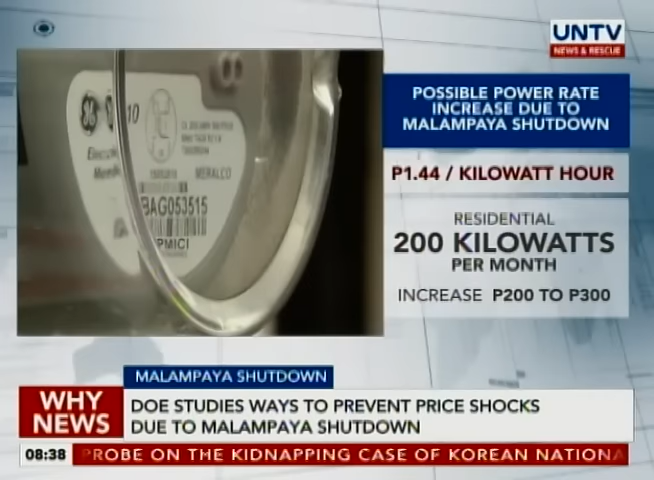 UNTV
NEWS & RESCUE
POSSIBLE POWER RATE
INCREASE DUE TO
MALAMPAYA SHUTDOWN
P1.44 / KILOWATT HOUR
RESIDENTIAL
200 KILOWATTS
PER MONTH
INCREASE P200 TO P300
10
MERALCO
BAG053515
PMICI
MALAMPAYA SHUTDOWN
WHY
NEWS
DOE STUDIES WAYS TO PREVENT PRICE SHOCKS
DUE TO MALAMPAYA SHUTDOWN
08:38
PROBE ON THE KIDNAPPING CASE OF KOREAN NATIONA